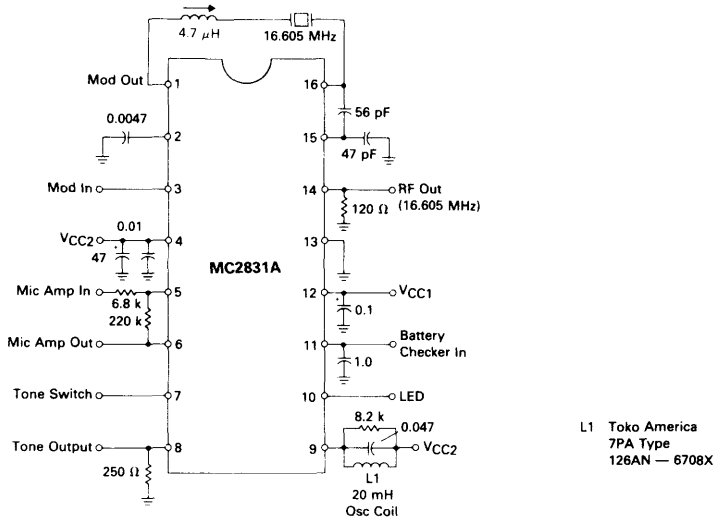 4.7 μH
16.605 MHz
Mod Out
1
16
0.0047
56 pF
2
15
47 pF
Mod In
3
14
RF Out
(16.605 MHz)
120 Ω
VCC2
0.01
+
47
4
13
MC2831A
Mic Amp In
6.8 k
5
12
VCC1
+
0.1
220 k
Mic Amp Out
6
11
Battery
Checker In
1.0
Tone Switch
7
10
LED
8.2 k
0.047
Tone Output
8
9
VCC2
250 Ω
L1
20 mH
Osc Coil
L1 Toko America
7PA Type
126AN — 6708X